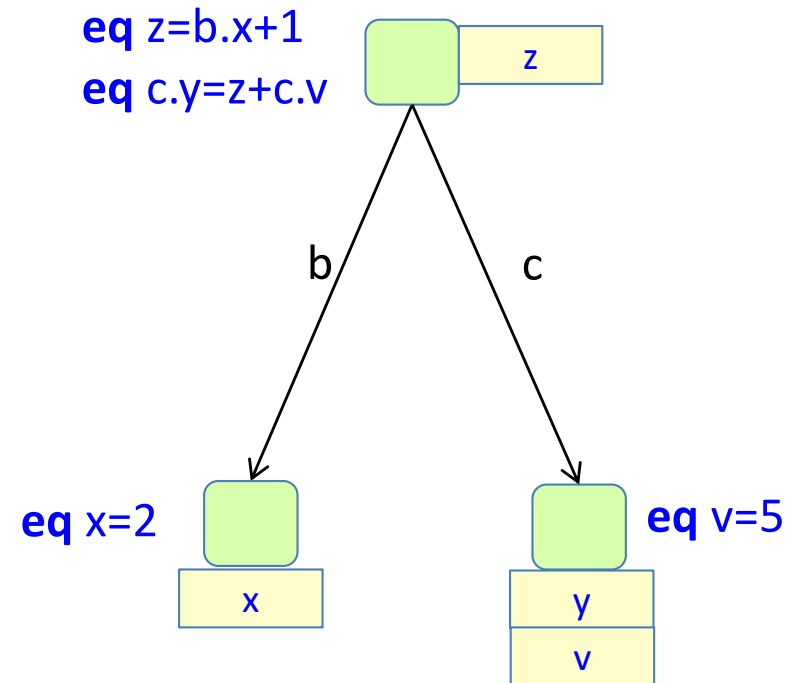 eq z=b.x+1
z
eq c.y=z+c.v
b
c
eq x=2
eq v=5
x
y
v